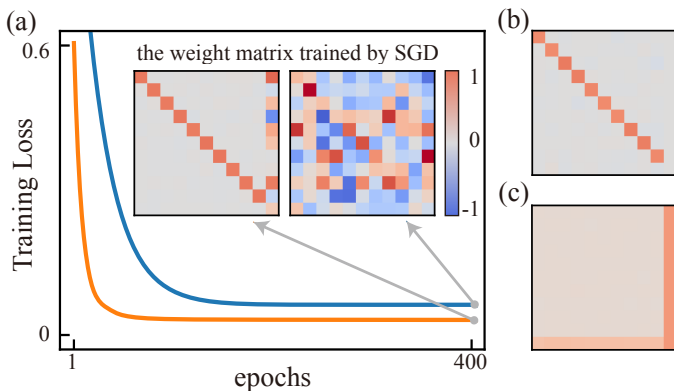 (a)
0.6
the weight matrix trained by SGD
1
0
-1
Training Loss
0
1
400
epochs
(b)
(c)